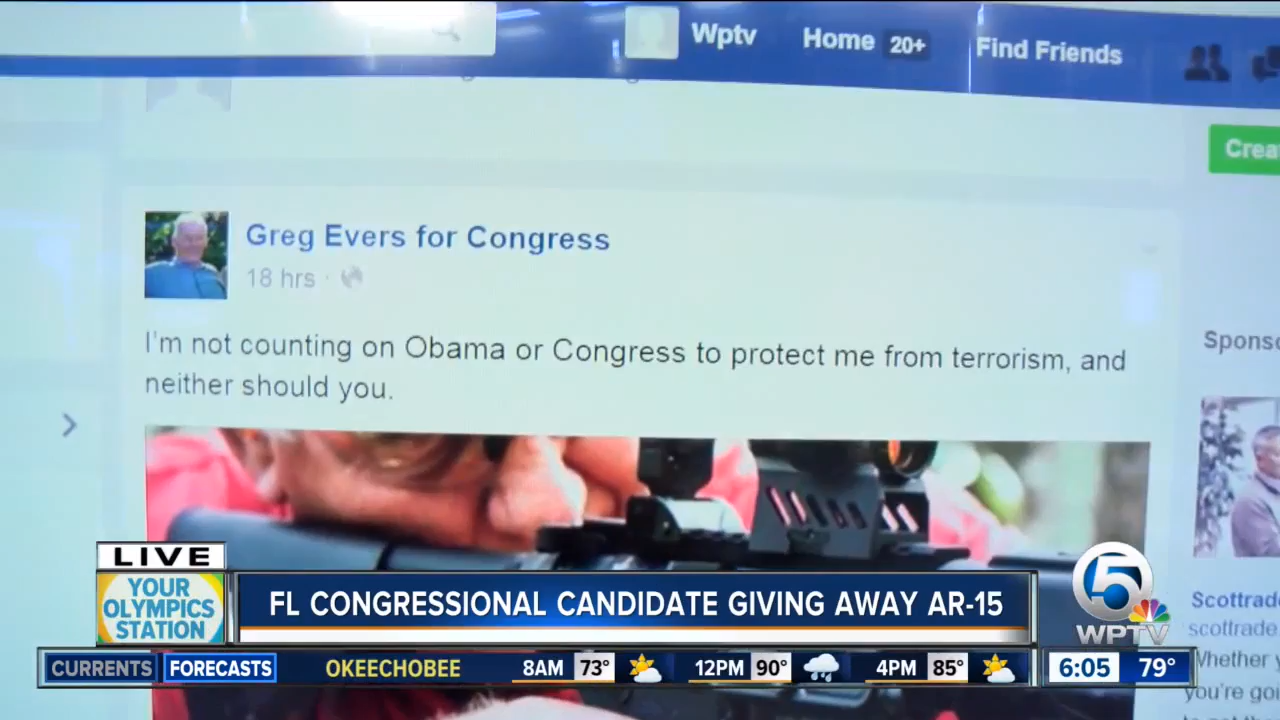 Wptv Home 20+ Find Friends
Greg Evers for Congress
18 hrs
I'm not counting on Obama or Congress to protect me from terrorism, and
neither should you.
Sponso
Scottrade
scottrade
Whether y
you're goi
LIVE
YOUR
OLYMPICS
STATION
FL CONGRESSIONAL CANDIDATE GIVING AWAY AR-15
5
WPTV
CURRENTS FORECASTS OKEECHOBEE 8AM 73° 12PM 90° 4PM 85° 6:05 79°